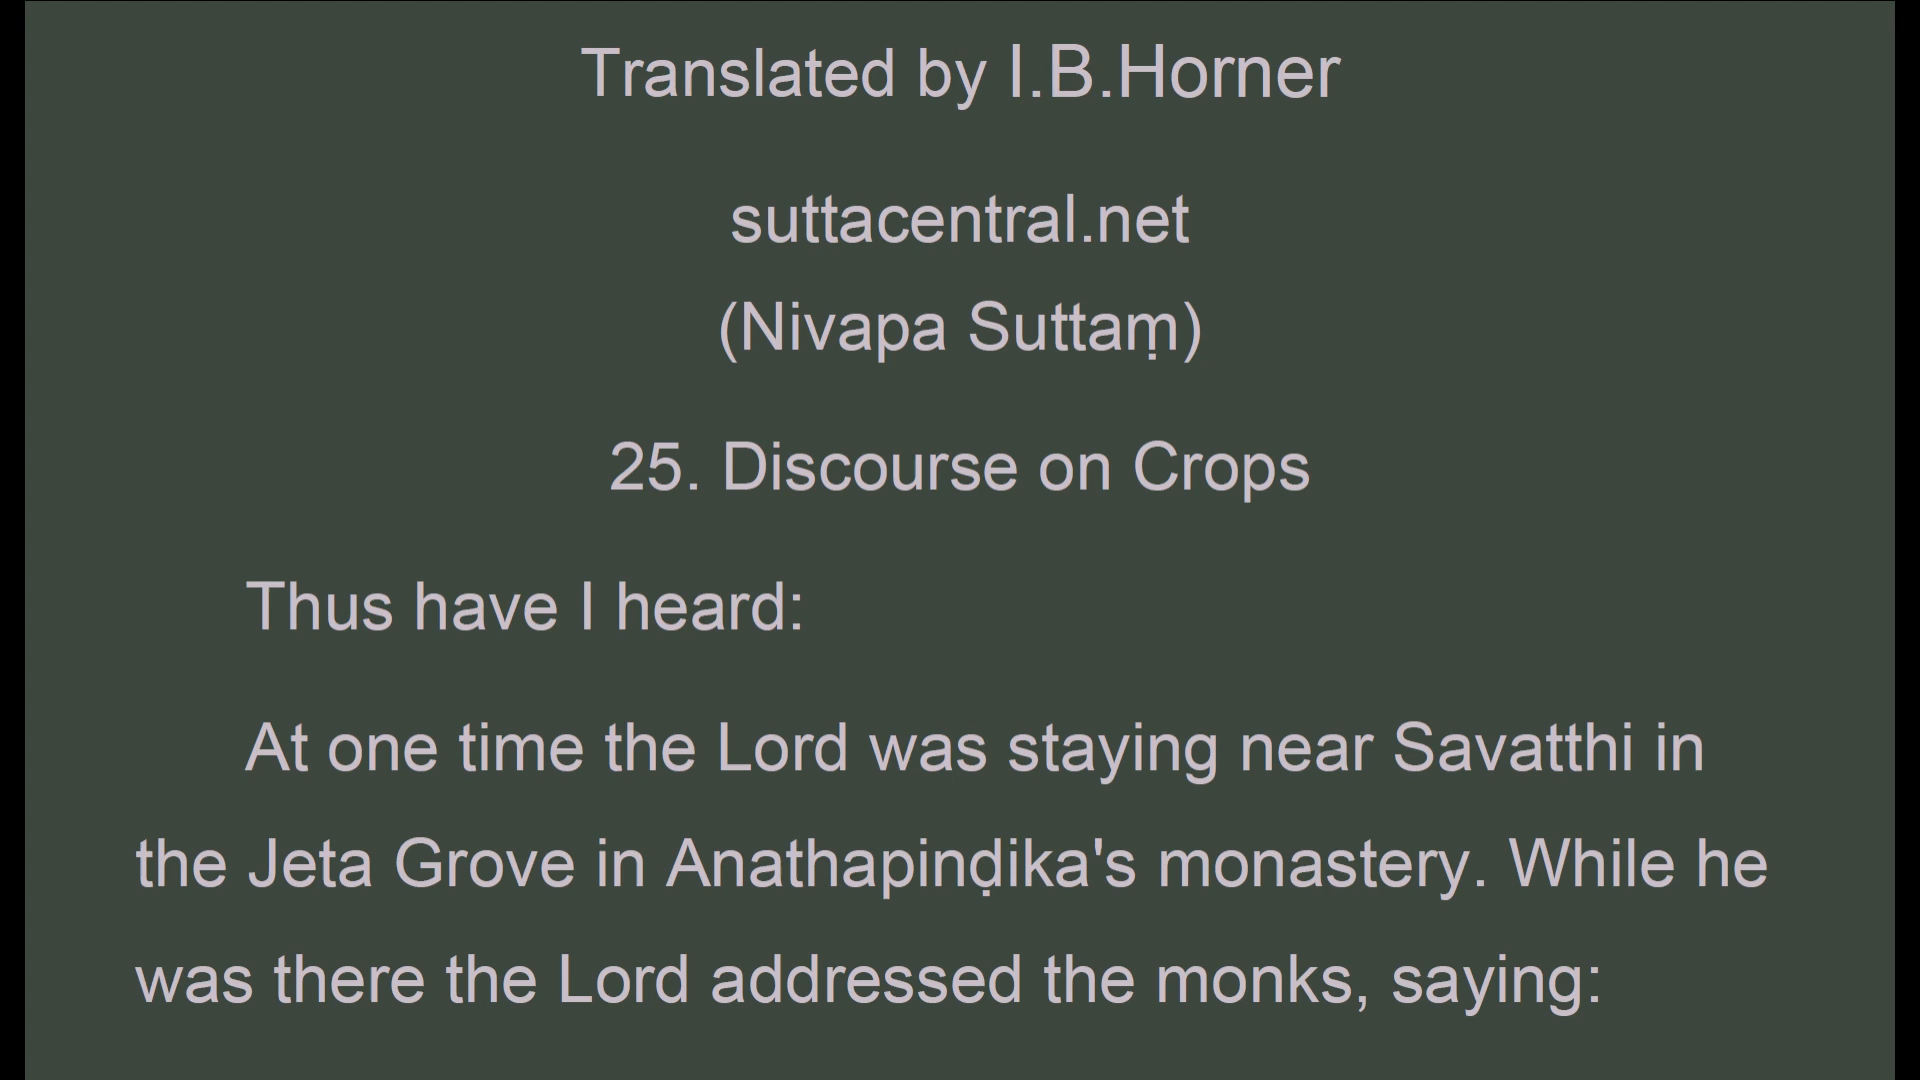 Translated by I.B.Horner
suttacentral.net
(Nivapa Suttaṃ)
25. Discourse on Crops
Thus have I heard:
At one time the Lord was staying near Savatthi in
the Jeta Grove in Anathapinḍika's monastery. While he
was there the Lord addressed the monks, saying: